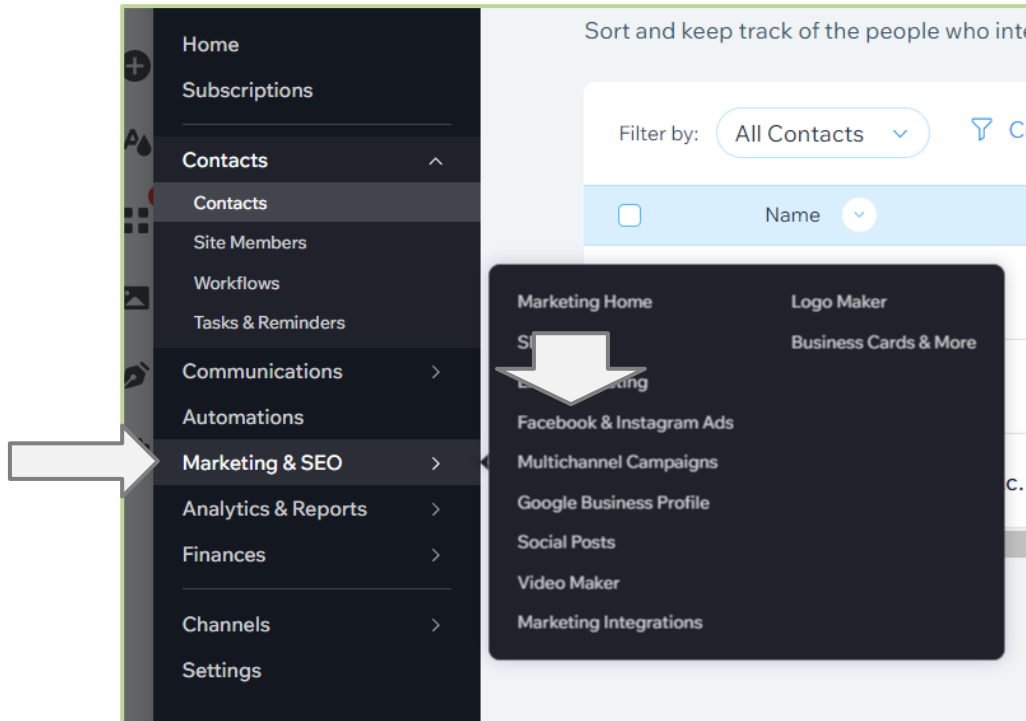 Sort and keep track of the people who inte
Home
Subscriptions
Contacts
Contacts
Site Members
Workflows
Tasks & Reminders
Communications
Automations
Marketing & SEO
Analytics & Reports
Finances
Channels
Settings
Filter by:
All Contacts
C
Name
Marketing Home
Facebook & Instagram Ads
Multichannel Campaigns
Google Business Profile
Social Posts
Video Maker
Marketing Integrations
Logo Maker
Business Cards & More
c.